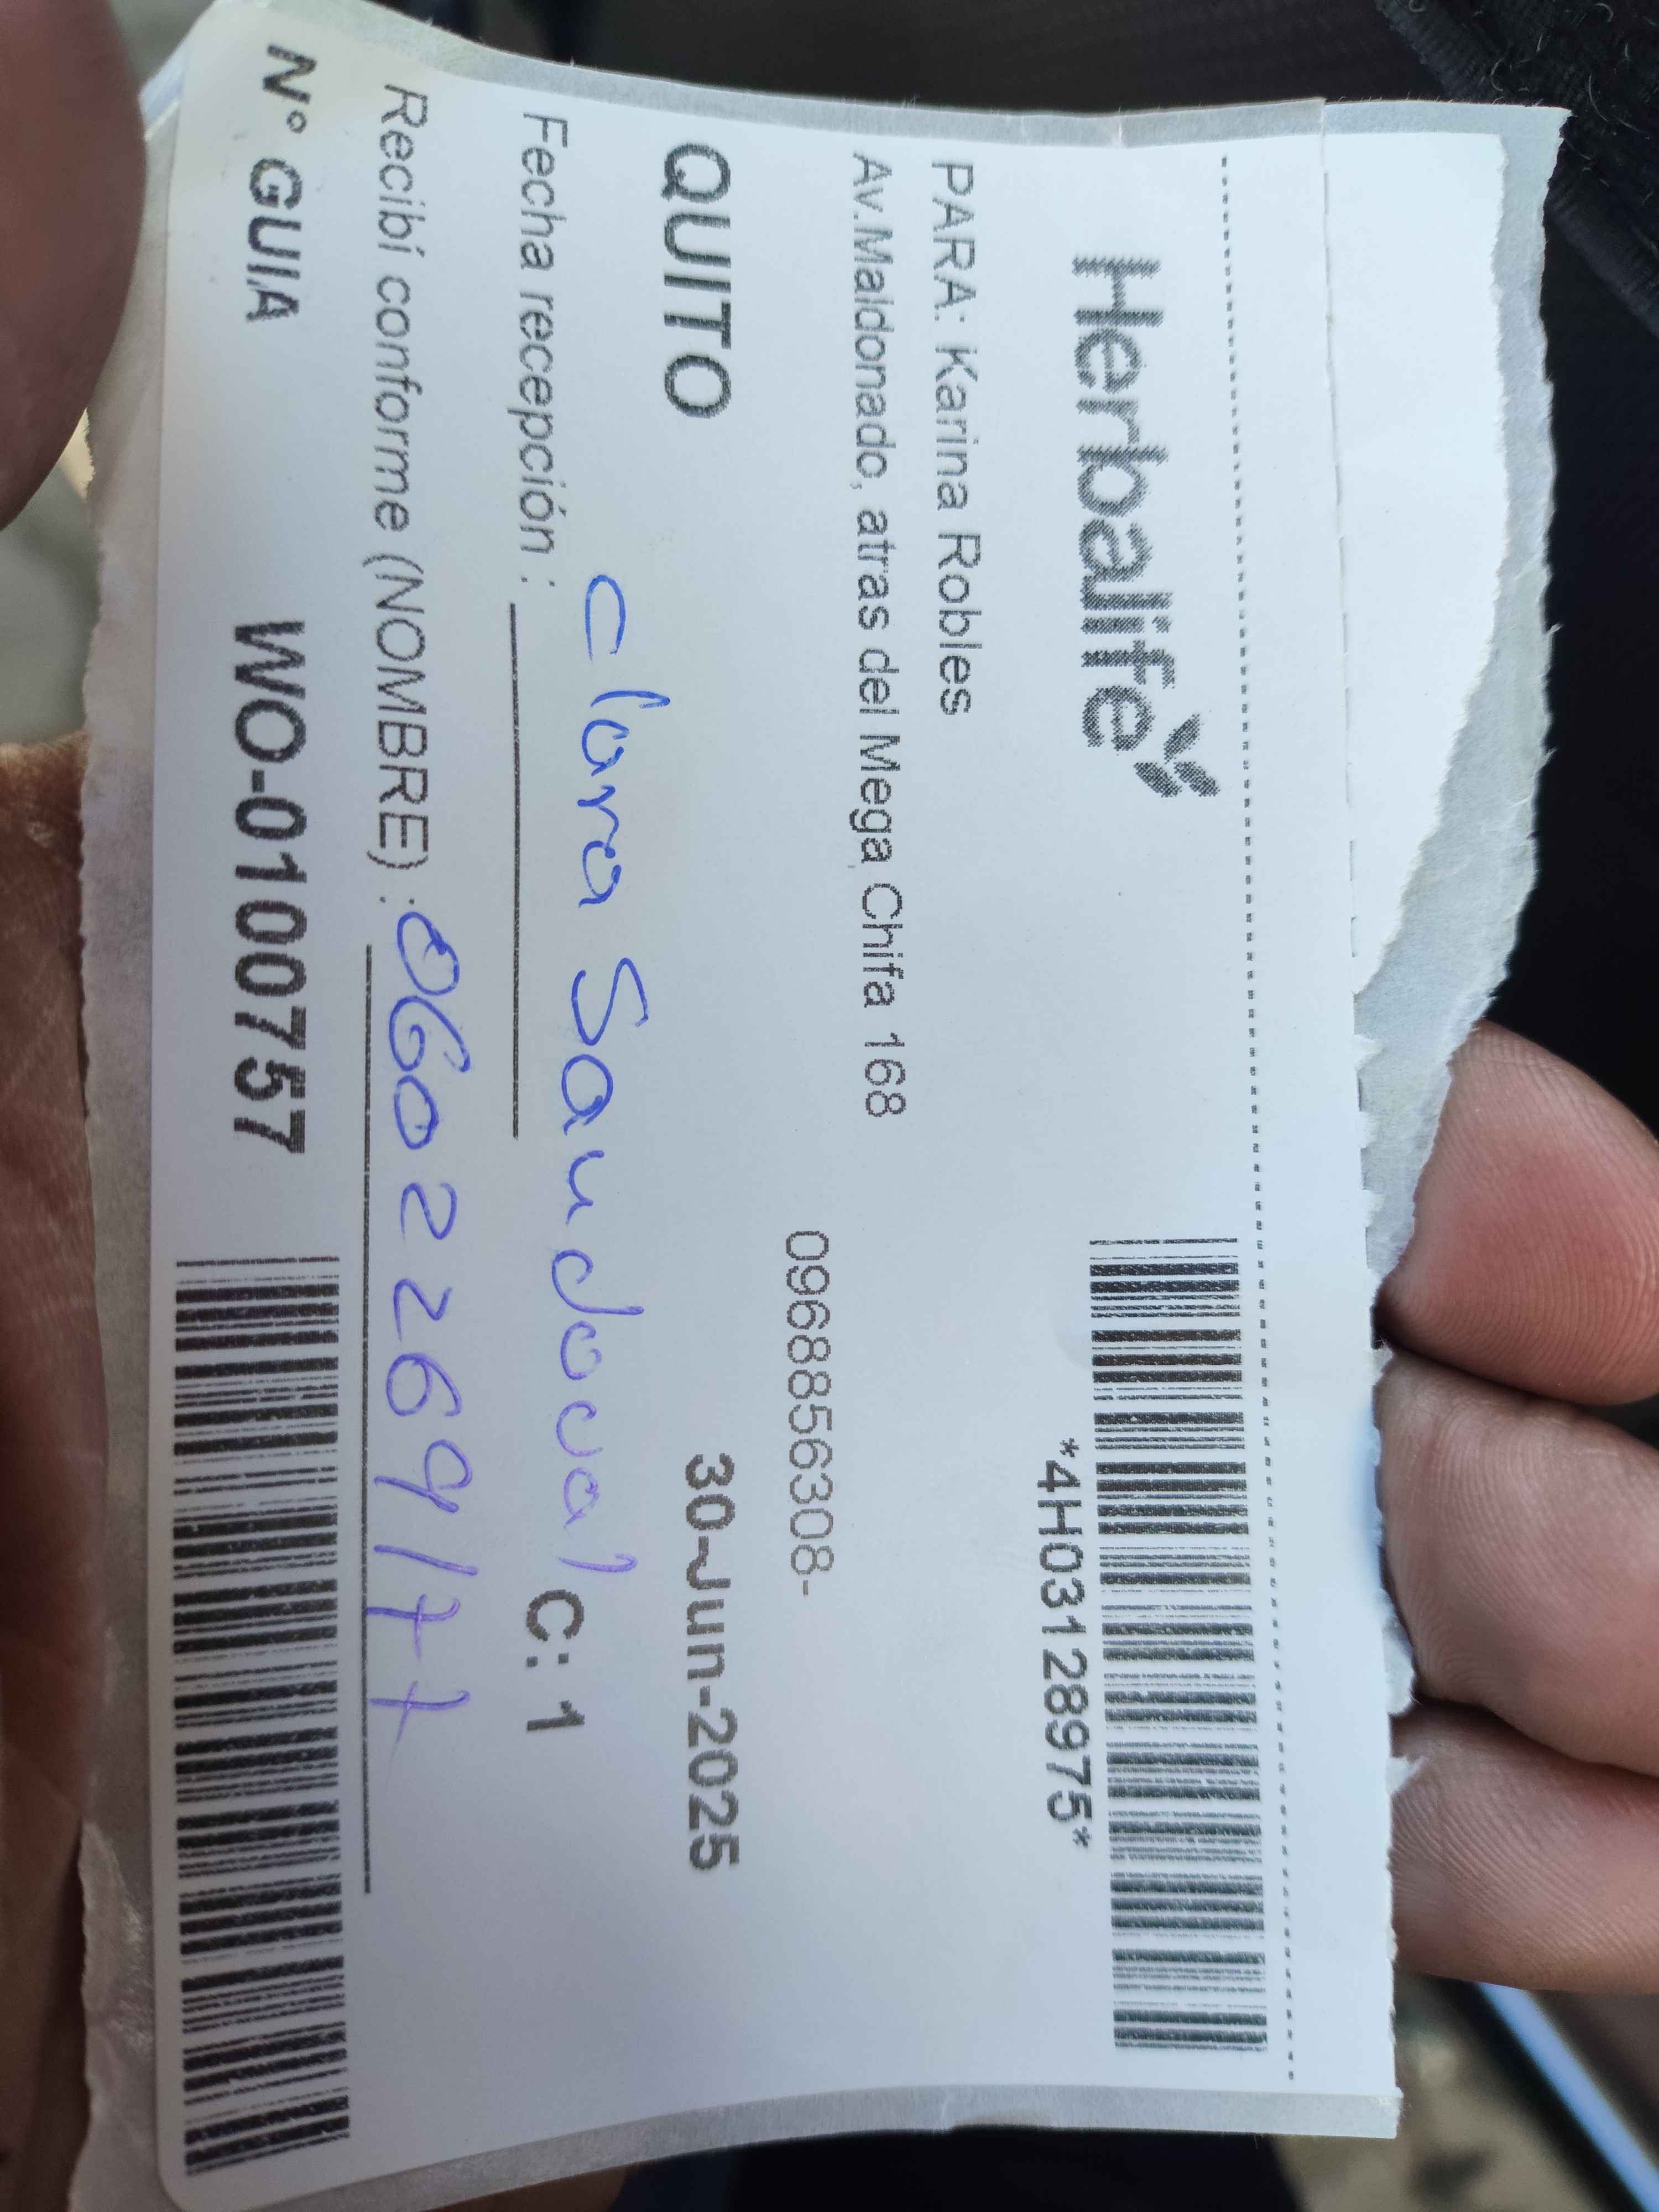 Herbalife
*4H03128975*
PARA: Karina Robles
Av.Maldonado, atras del Mega Chifa 168
0968856308-
QUITO
30-Jun-2025
Clara Sandoval
Fecha recepción :
C: 1
Recibí conforme (NOMBRE) : 0602269177
N° GUIA WO-0100757